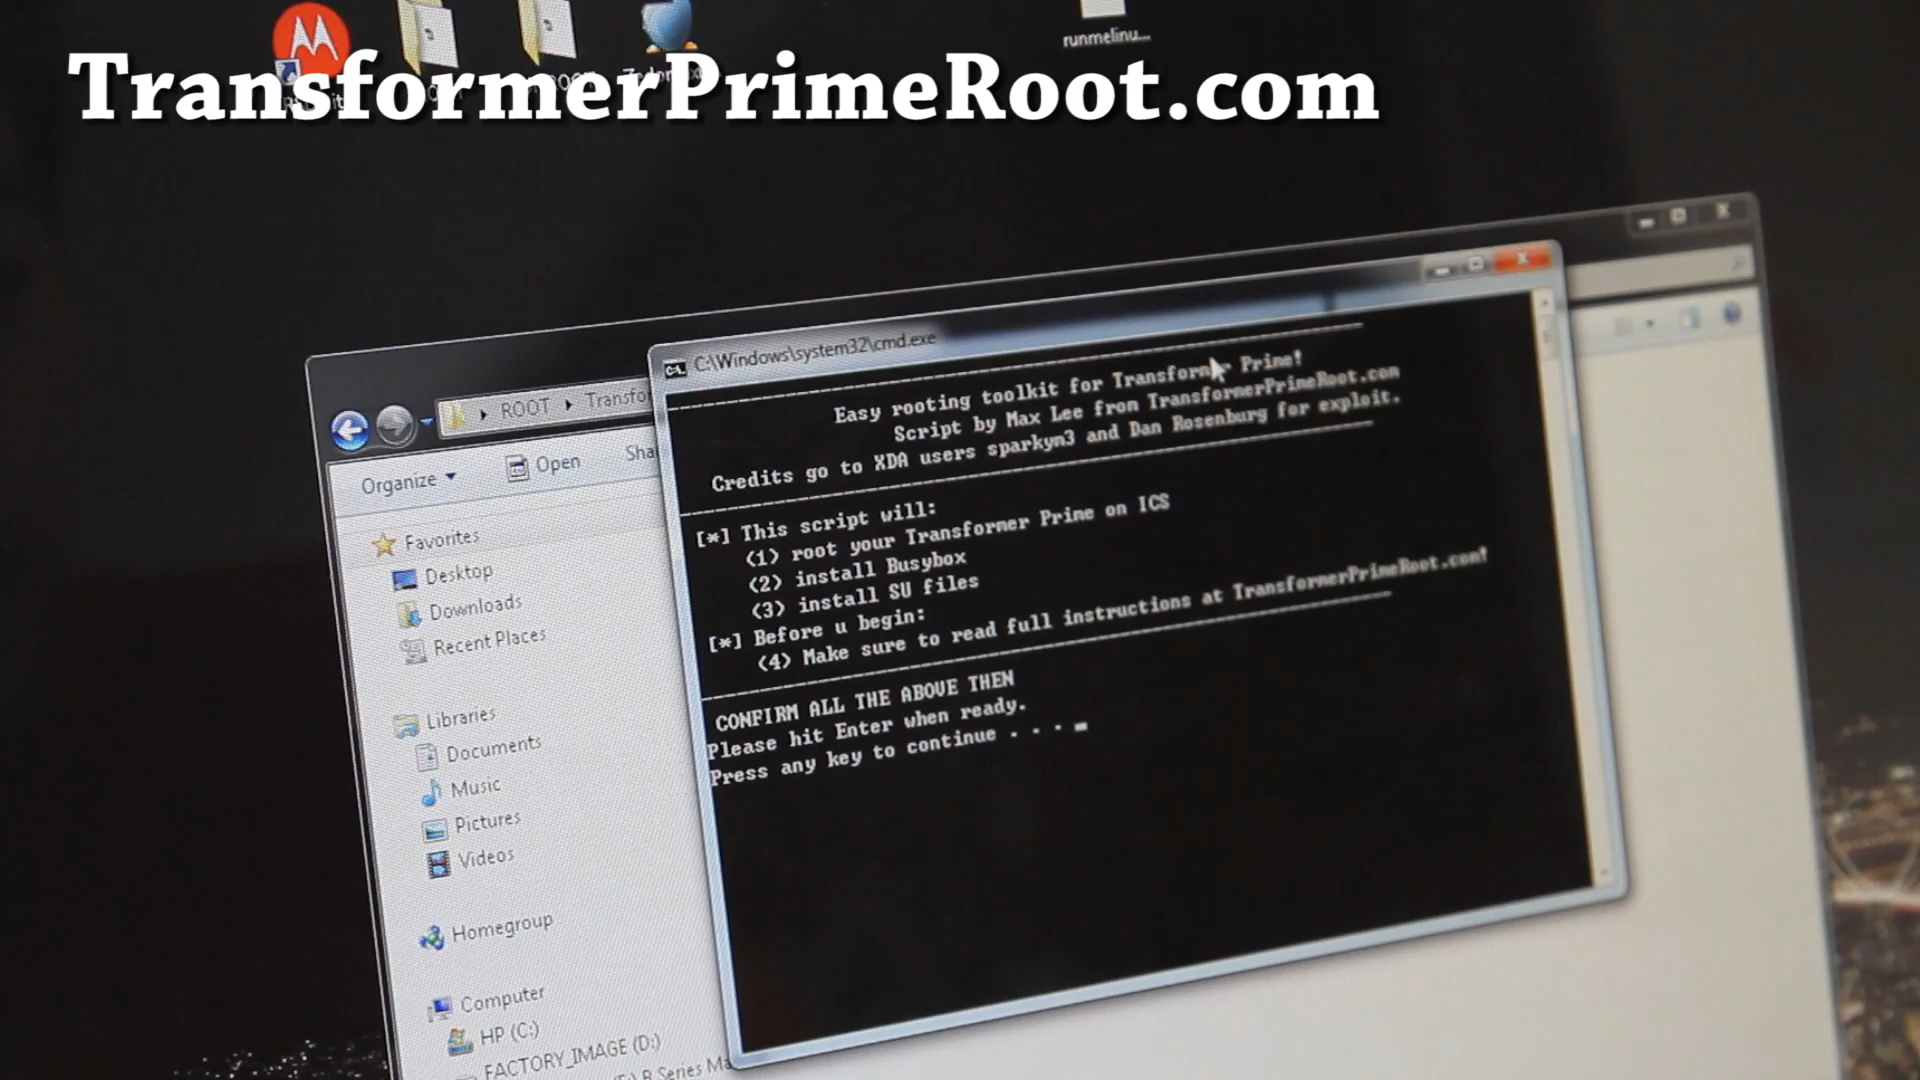 TransformerPrimeRoot.com
runmelinu...
C:\Windows\system32\cmd.exe
Easy rooting toolkit for Transformer Prime!
Script by Max Lee from TransformerPrimeRoot.com
Credits go to XDA users sparkym3 and Dan Rosenburg for exploit.
[*] This script will:
(1) root your Transformer Prime on ICS
(2) install Busybox
(3) install SU files
[*] Before u begin:
(4) Make sure to read full instructions at TransformerPrimeRoot.com!
CONFIRM ALL THE ABOVE THEN
Please hit Enter when ready.
Press any key to continue . . .
ROOT
Transfo
Organize
Open
Sha
Favorites
Desktop
Downloads
Recent Places
Libraries
Documents
Music
Pictures
Videos
Homegroup
Computer
HP (C:)
FACTORY_IMAGE (D:)
R Series Ma